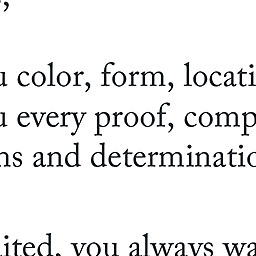 color, form, locati
every proof, comp
ns and determinatio
ited, you always wa